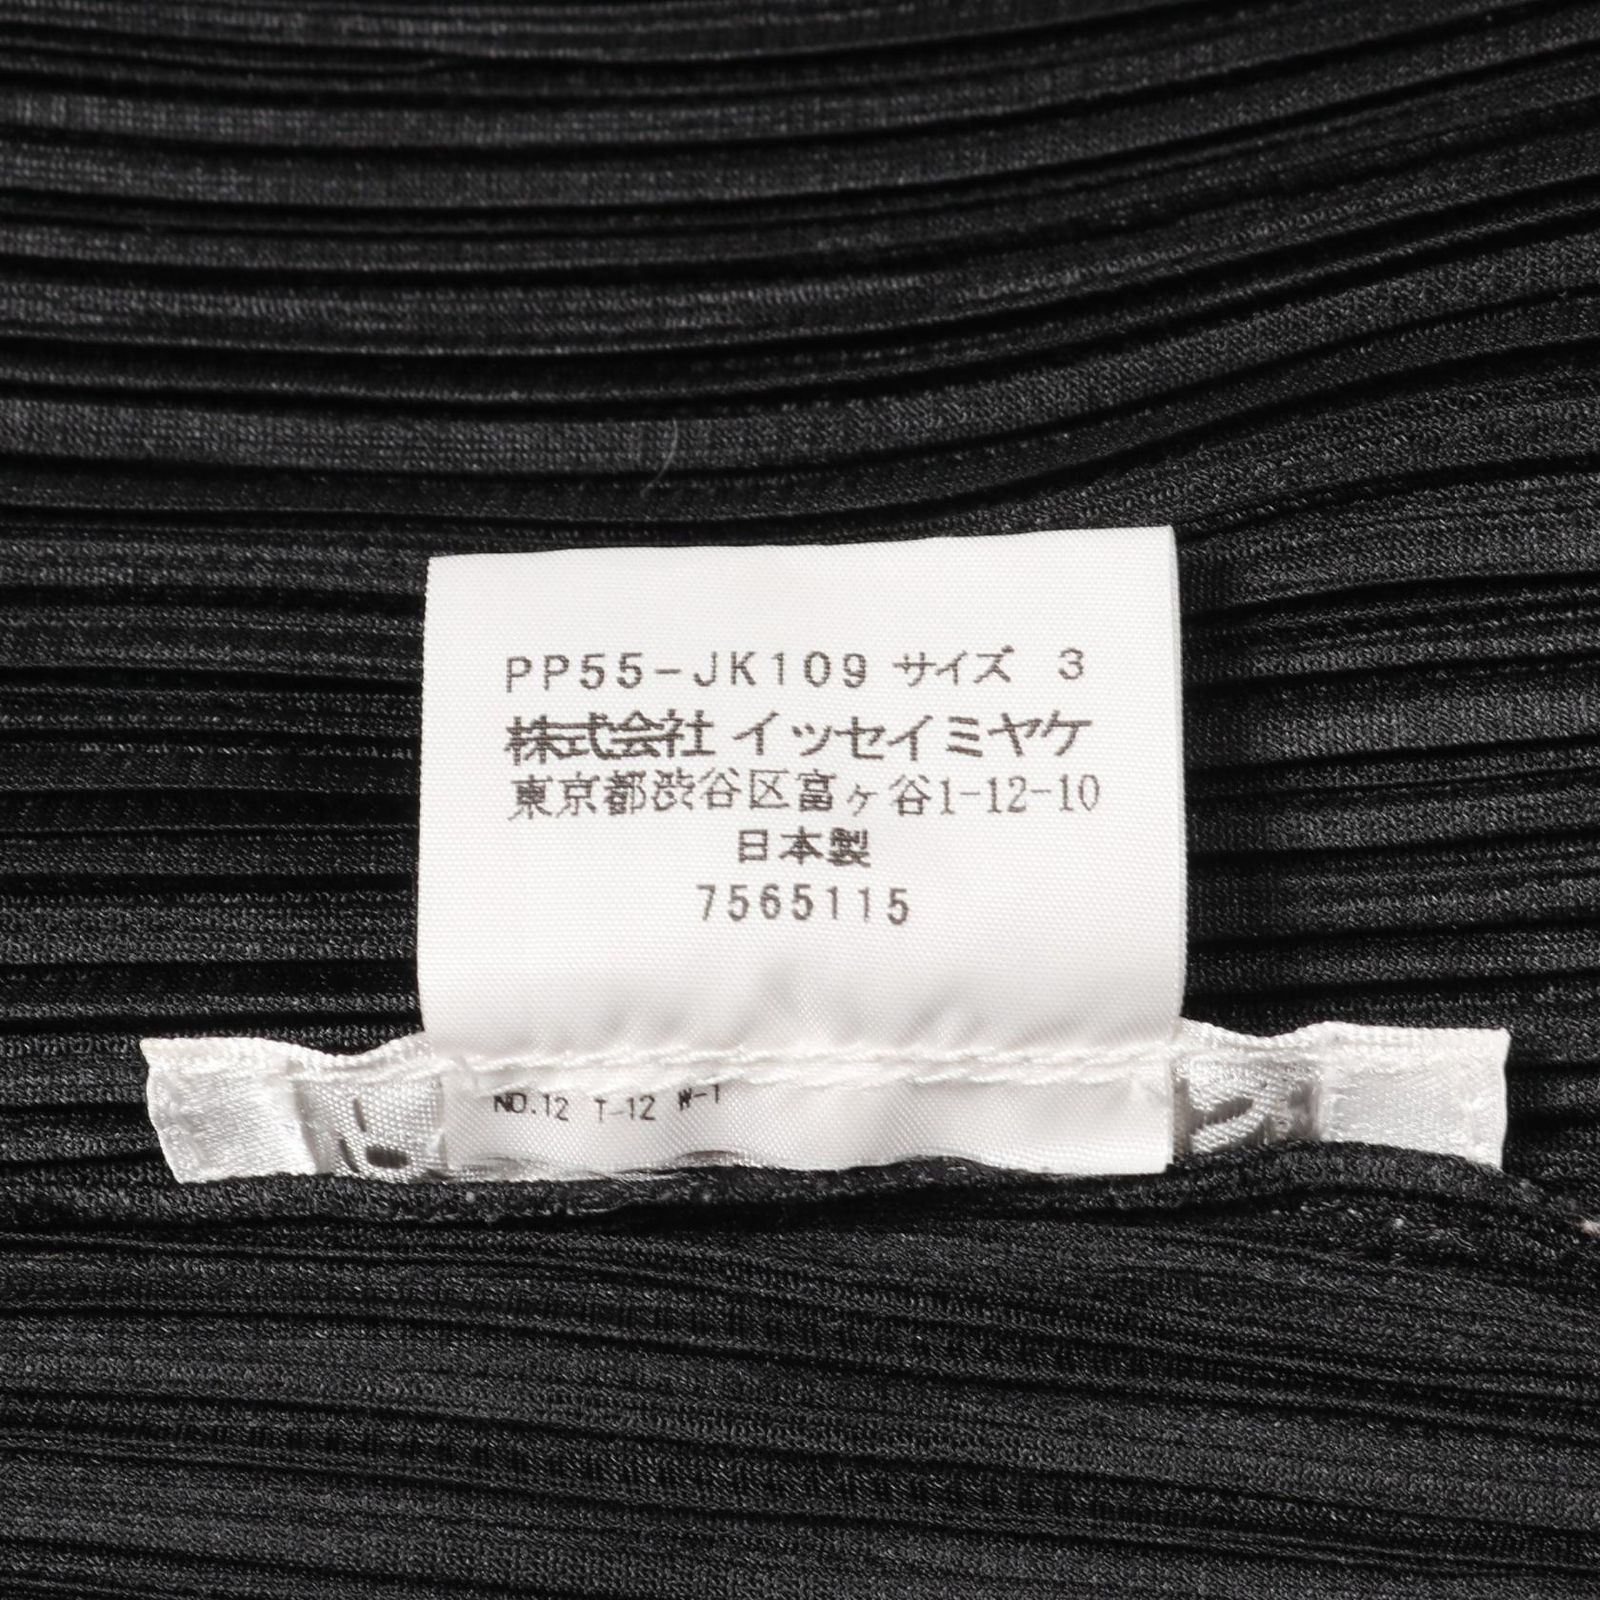 PP55-JK109 サイズ 3
株式会社 イッセイミヤケ
東京都渋谷区富ヶ谷1-12-10
日本製
7565115
NO.12 T-12 W-1